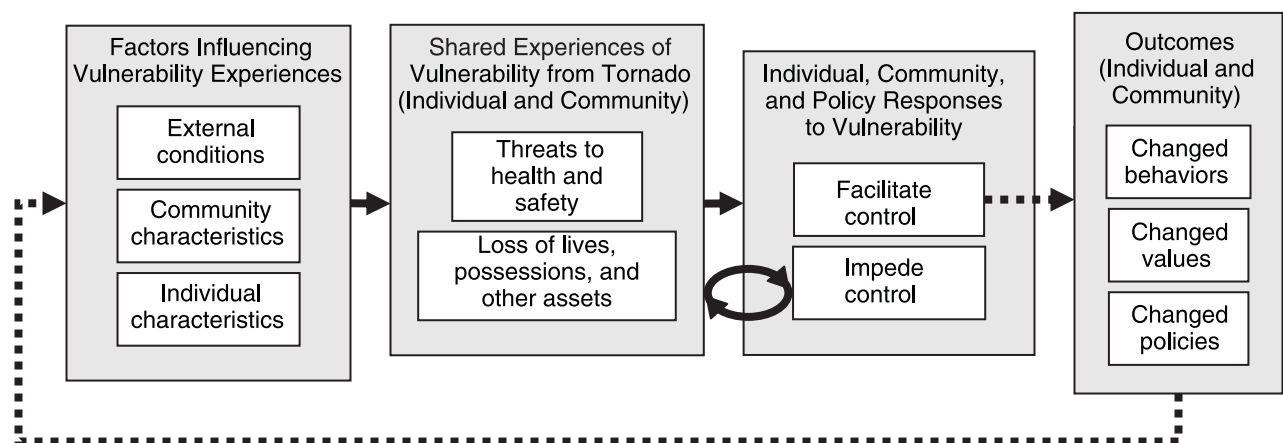 Factors Influencing
Vulnerability Experiences
External
conditions
Community
characteristics
Individual
characteristics
Shared Experiences of
Vulnerability from Tornado
(Individual and Community)
Threats to
health and
safety
Loss of lives,
possessions, and
other assets
Individual, Community,
and Policy Responses
to Vulnerability
Facilitate
control
Impede
control
Outcomes
(Individual and
Community)
Changed
behaviors
Changed
values
Changed
policies